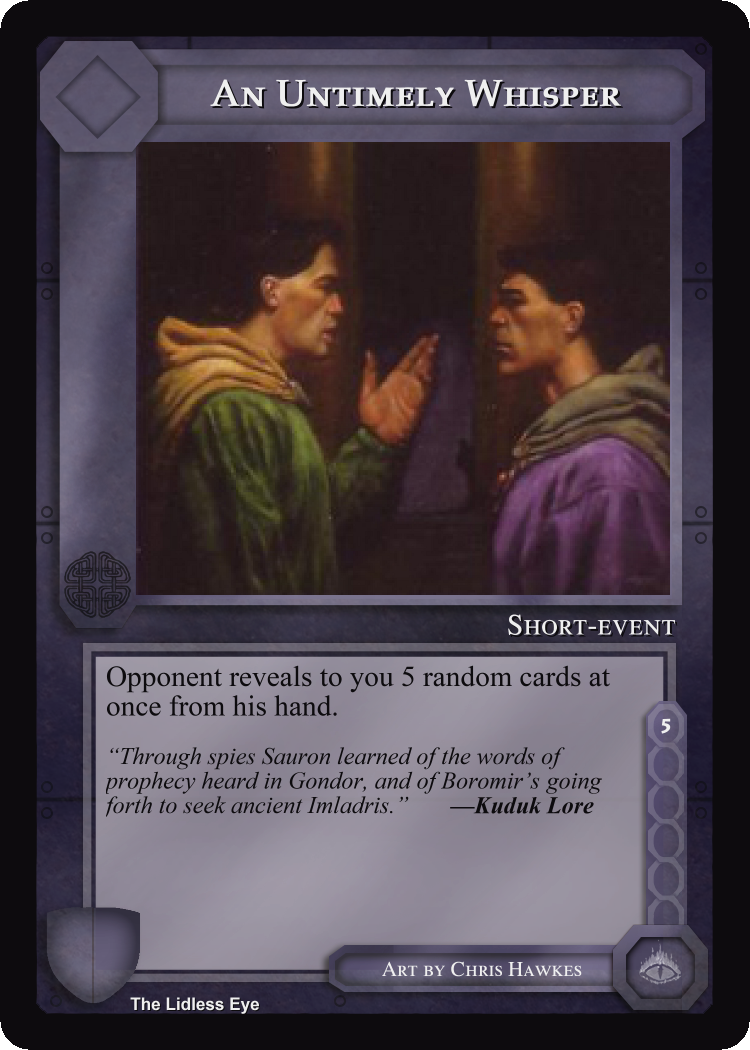 An Untimely Whisper
Short-event
Opponent reveals to you 5 random cards at
once from his hand.
“Through spies Sauron learned of the words of
prophecy heard in Gondor, and of Boromir’s going
forth to seek ancient Imladris.” —Kuduk Lore
5
Art by Chris Hawkes
The Lidless Eye